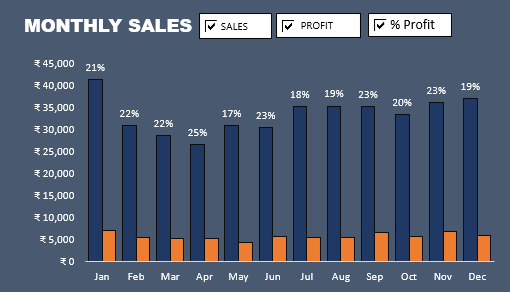 MONTHLY SALES
SALES
PROFIT
% Profit
₹ 45,000
₹ 40,000
₹ 35,000
₹ 30,000
₹ 25,000
₹ 20,000
₹ 15,000
₹ 10,000
₹ 5,000
₹ 0
21% 22% 22% 25% 17% 23% 18% 19% 23% 20% 23% 19%
Jan Feb Mar Apr May Jun Jul Aug Sep Oct Nov Dec